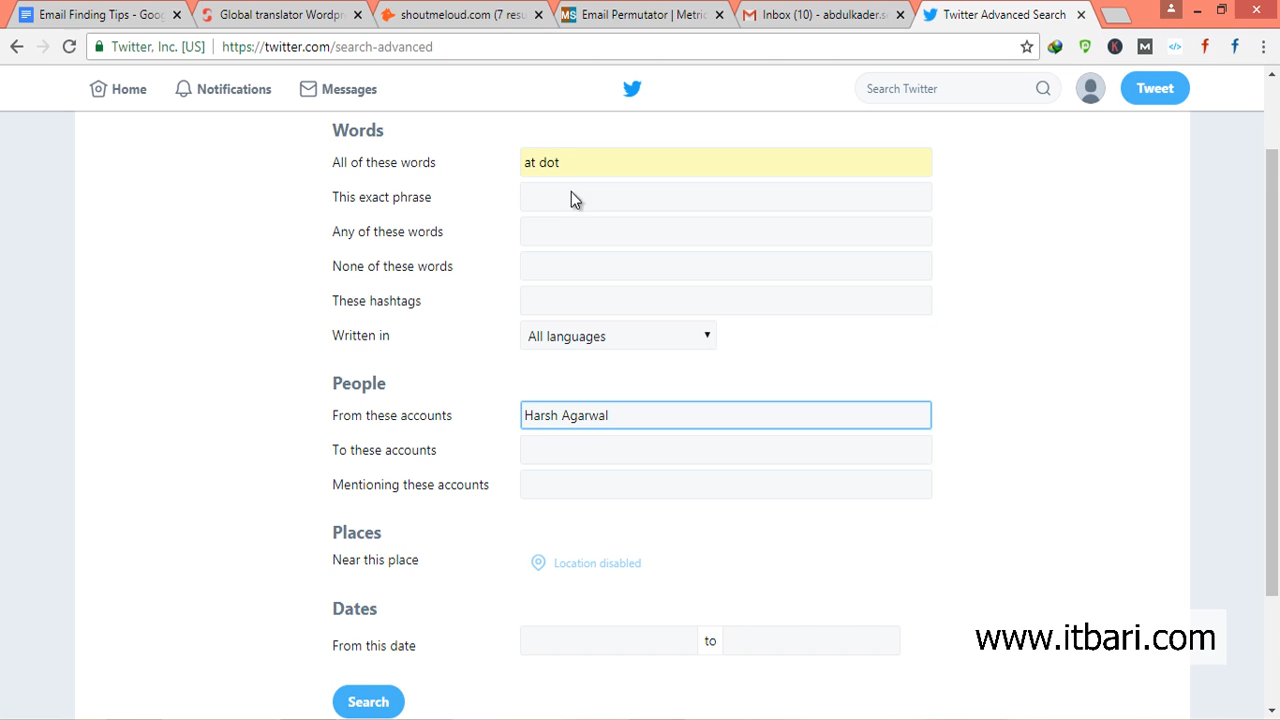 Email Finding Tips - Goog
Global translator Wordpr
shoutmeloud.com (7 resul
Email Permutator | Metric
Inbox (10) - abdulkader.s
Twitter Advanced Search
Twitter, Inc. [US]
https://twitter.com/search-advanced
Home
Notifications
Messages
Search Twitter
Tweet
Words
All of these words
at dot
This exact phrase
Any of these words
None of these words
These hashtags
Written in
All languages
People
From these accounts
Harsh Agarwal
To these accounts
Mentioning these accounts
Places
Near this place
Location disabled
Dates
From this date
to
www.itbari.com
Search